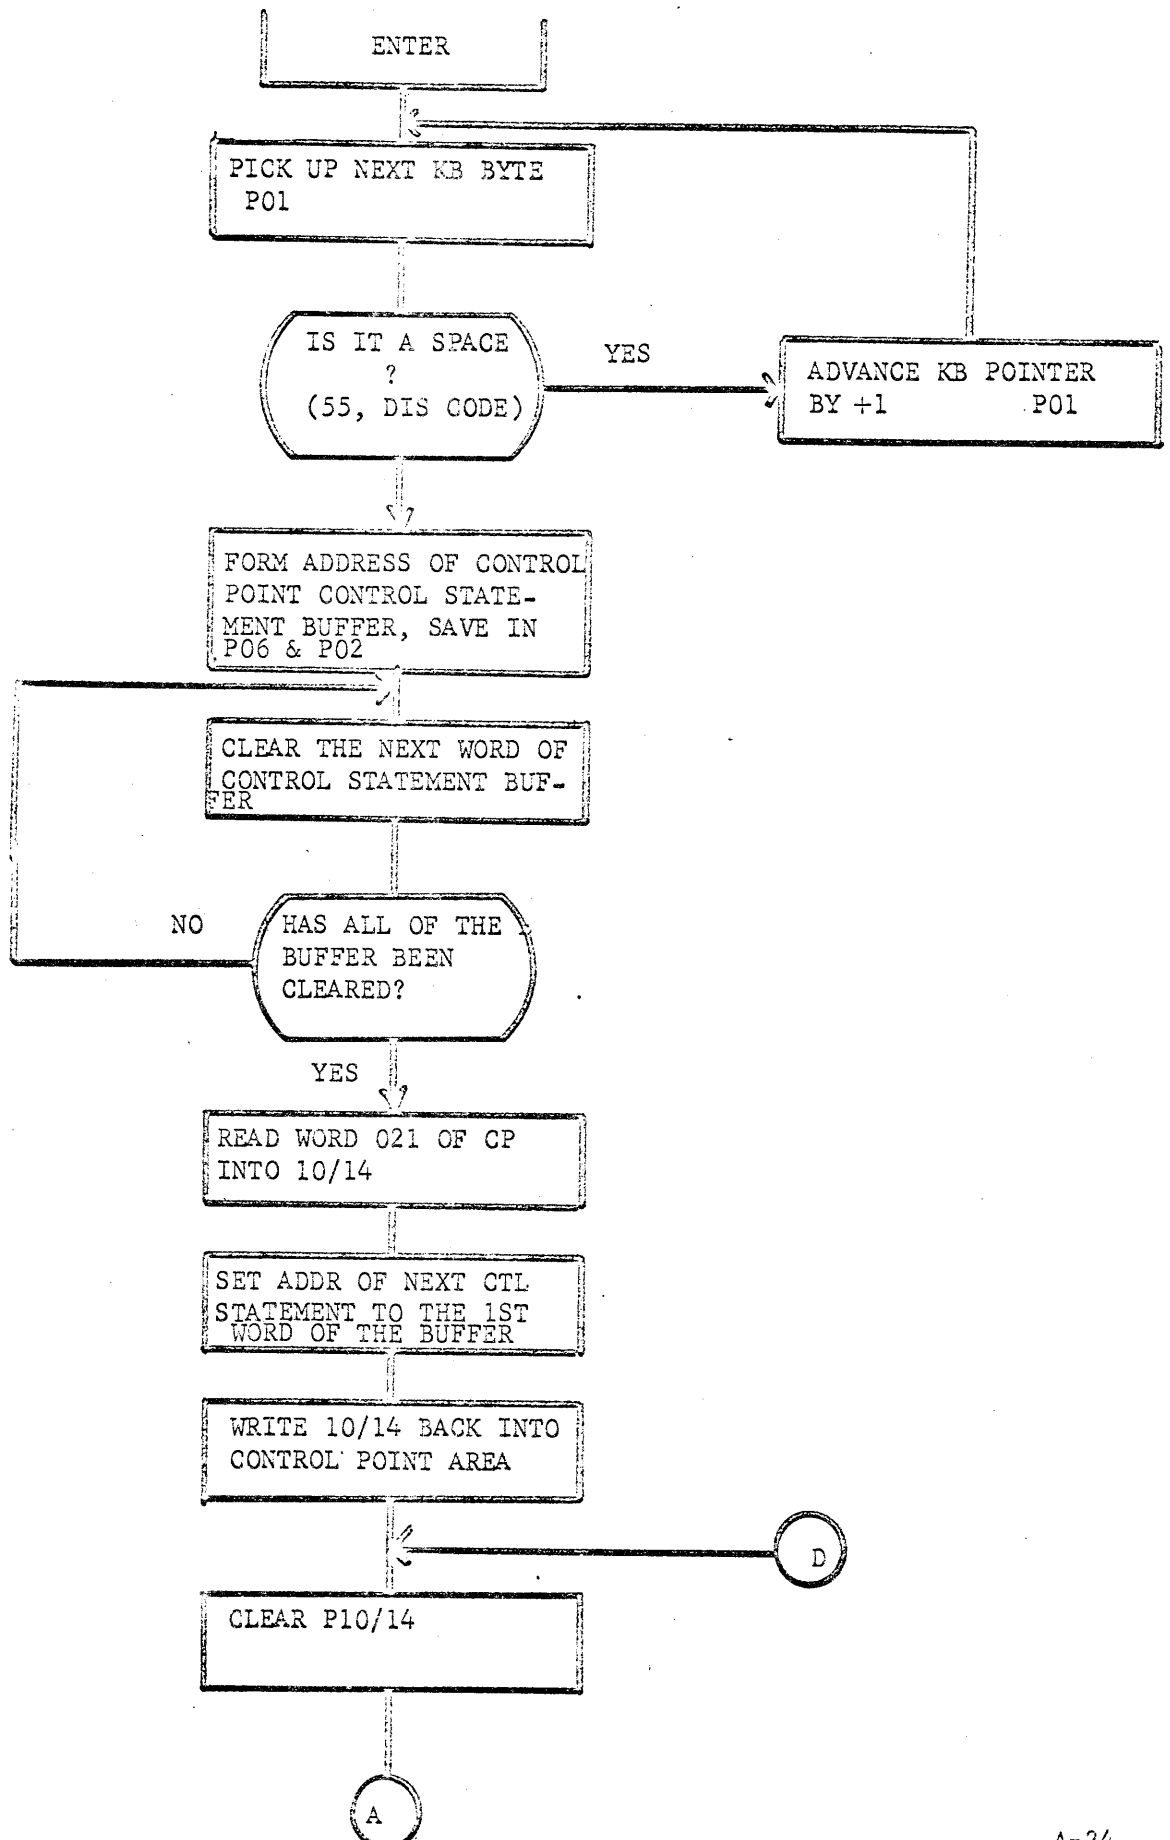 ENTER
PICK UP NEXT KB BYTE
P01
IS IT A SPACE
?
(55, DIS CODE)
YES
ADVANCE KB POINTER
BY +1 P01
FORM ADDRESS OF CONTROL
POINT CONTROL STATE-
MENT BUFFER, SAVE IN
P06 & P02
CLEAR THE NEXT WORD OF
CONTROL STATEMENT BUF-
FER
NO
HAS ALL OF THE
BUFFER BEEN
CLEARED?
YES
READ WORD 021 OF CP
INTO 10/14
SET ADDR OF NEXT CTL
STATEMENT TO THE 1ST
WORD OF THE BUFFER
WRITE 10/14 BACK INTO
CONTROL POINT AREA
D
CLEAR P10/14
A